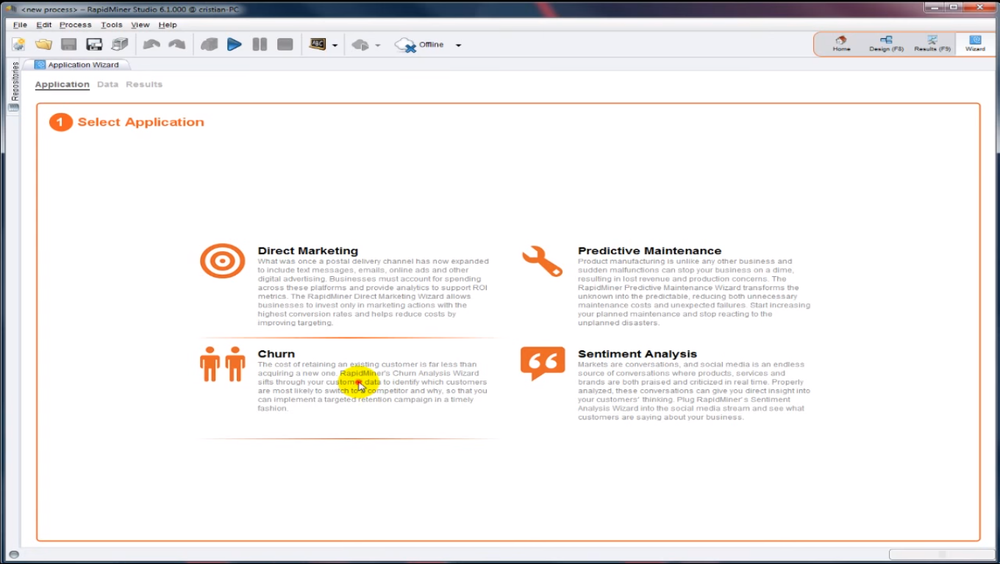 <new process> – RapidMiner Studio 6.1.000 @ cristian-PC
File Edit Process Tools View Help
Offline
Home Design (F8) Results (F9) Wizard
Repositories
Application Wizard
Application Data Results
1 Select Application
Direct Marketing
What was once a postal delivery channel has now expanded
to include text messages, emails, online ads and other
digital advertising. Businesses must account for spending
across these platforms and provide analytics to support ROI
metrics. The RapidMiner Direct Marketing Wizard allows
businesses to invest only in marketing actions with the
highest conversion rates and helps reduce costs by
improving targeting.
Predictive Maintenance
Product manufacturing is unlike any other business and
sudden malfunctions can stop your business on a dime,
resulting in lost revenue and production concerns. The
RapidMiner Predictive Maintenance Wizard transforms the
unknown into the predictable, reducing both unnecessary
maintenance costs and unexpected failures. Start increasing
your planned maintenance and stop reacting to the
unplanned disasters.
Churn
The cost of retaining an existing customer is far less than
acquiring a new one. RapidMiner's Churn Analysis Wizard
sifts through your customer data to identify which customers
are most likely to switch to a competitor and why, so that you
can implement a targeted retention campaign in a timely
fashion.
Sentiment Analysis
Markets are conversations, and social media is an endless
source of conversations where products, services and
brands are both praised and criticized in real time. Properly
analyzed, these conversations can give you direct insight into
your customers' thinking. Plug RapidMiner's Sentiment
Analysis Wizard into the social media stream and see what
customers are saying about your business.